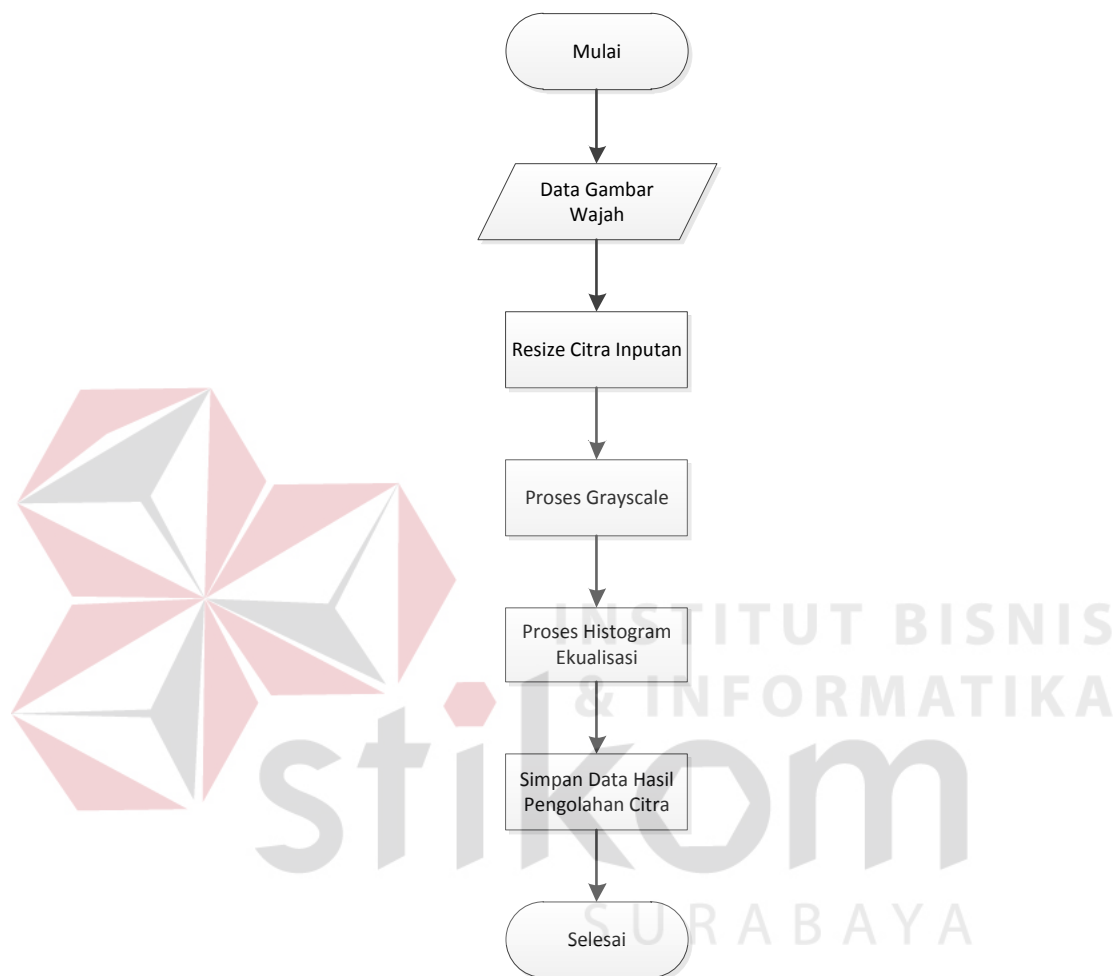 Mulai
Data Gambar
Wajah
Resize Citra Inputan
Proses Grayscale
Proses Histogram
Ekualisasi
Simpan Data Hasil
Pengolahan Citra
Selesai
INSTITUT BISNIS
& INFORMATIKA
stikom
SURABAYA